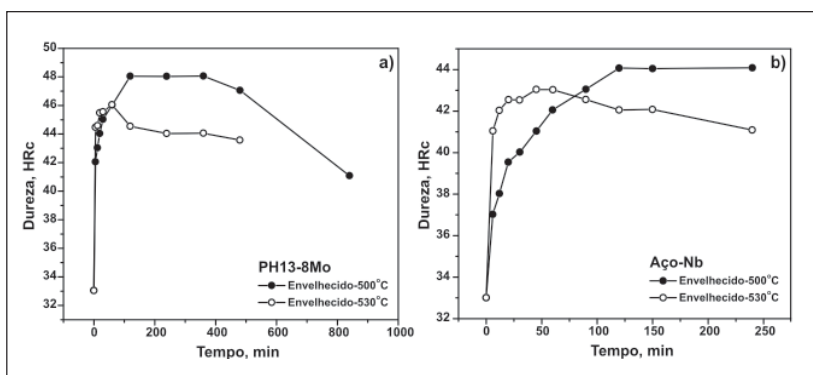 a)
50
48
46
44
42
40
38
36
34
32
Dureza, HRc
PH13-8Mo
Envelhecido-500°C
Envelhecido-530°C
0 200 400 600 800 1000
Tempo, min
b)
44
42
40
38
36
34
32
Dureza, HRc
Aço-Nb
Envelhecido-500°C
Envelhecido-530°C
0 50 100 150 200 250
Tempo, min